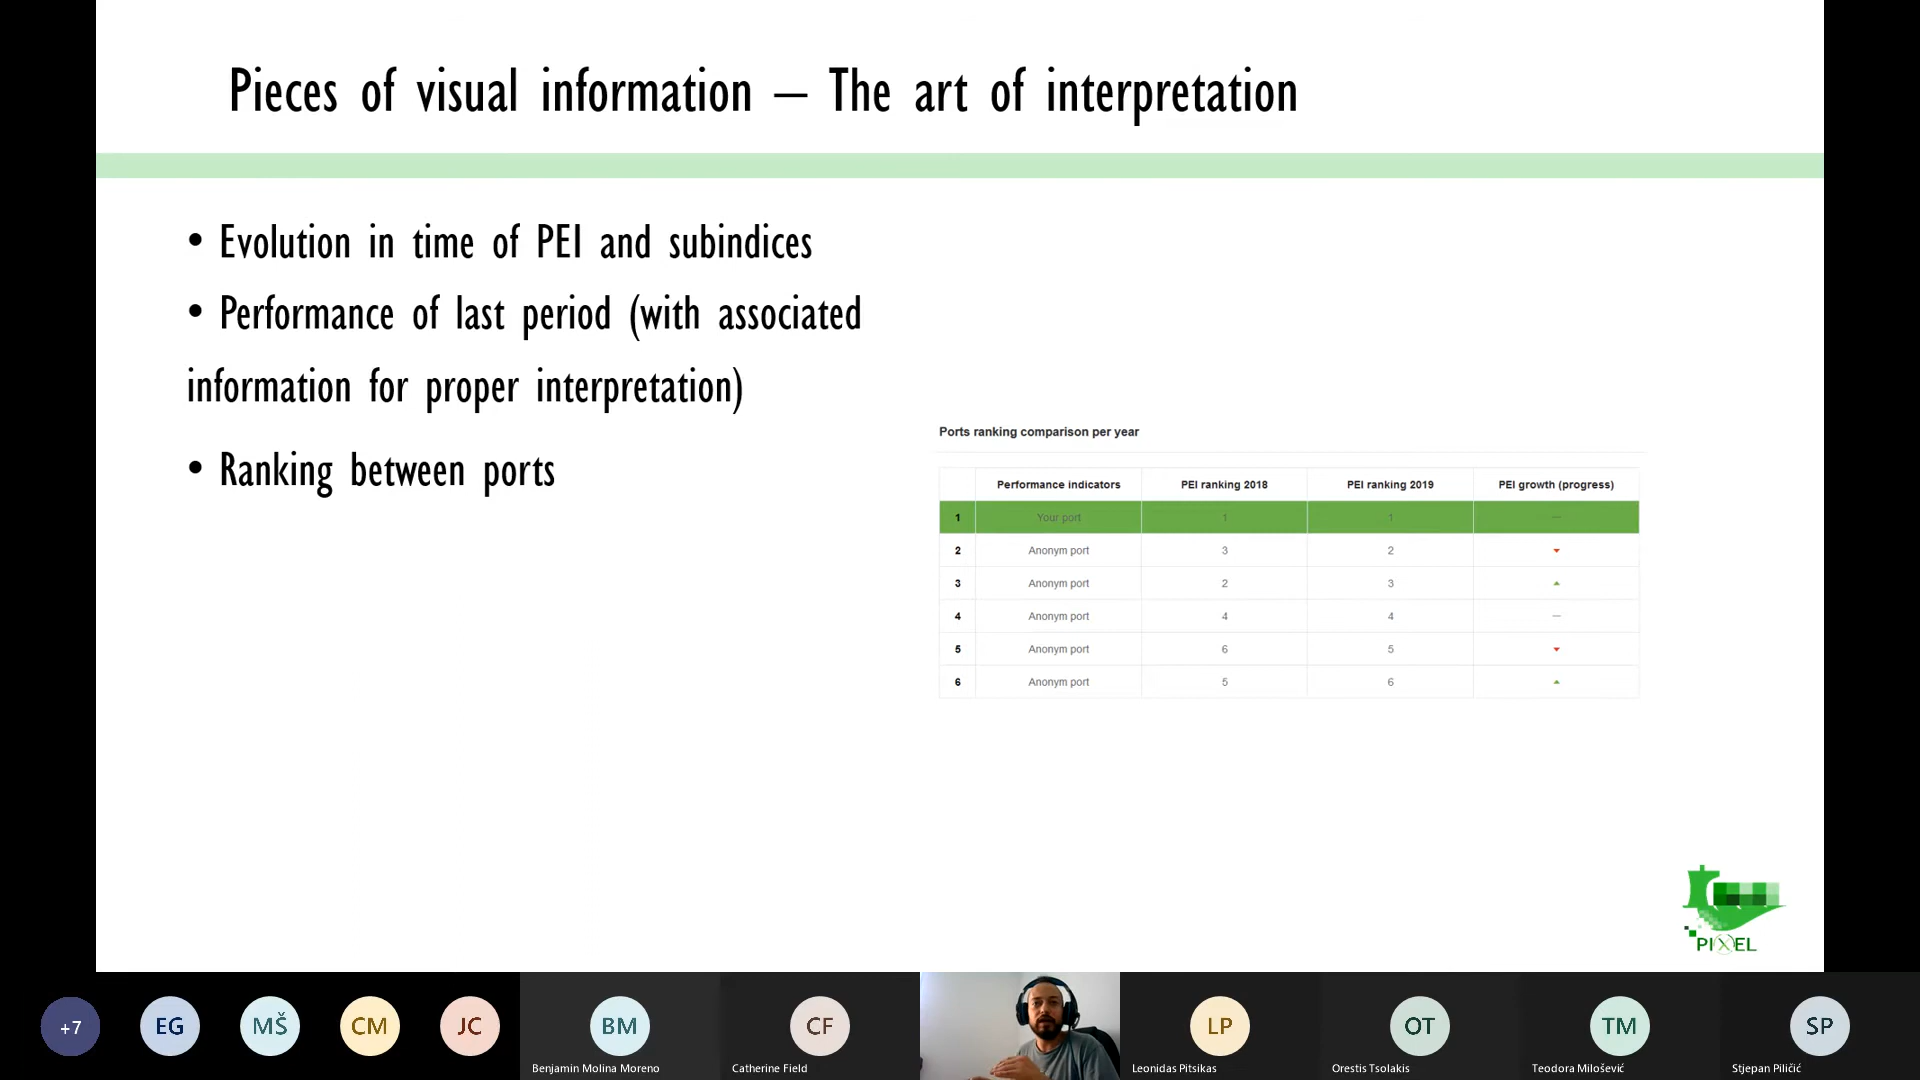 Pieces of visual information – The art of interpretation
• Evolution in time of PEI and subindices
• Performance of last period (with associated
information for proper interpretation)
• Ranking between ports
Ports ranking comparison per year
Performance indicators PEI ranking 2018 PEI ranking 2019 PEI growth (progress)
1 Your port 1 1 —
2 Anonym port 3 2
3 Anonym port 2 3
4 Anonym port 4 4 —
5 Anonym port 6 5
6 Anonym port 5 6
PIXEL
+7 EG MŠ CM JC BM CF LP OT TM SP
Benjamin Molina Moreno Catherine Field Leonidas Pitsikas Orestis Tsolakis Teodora Milošević Stjepan Piličić